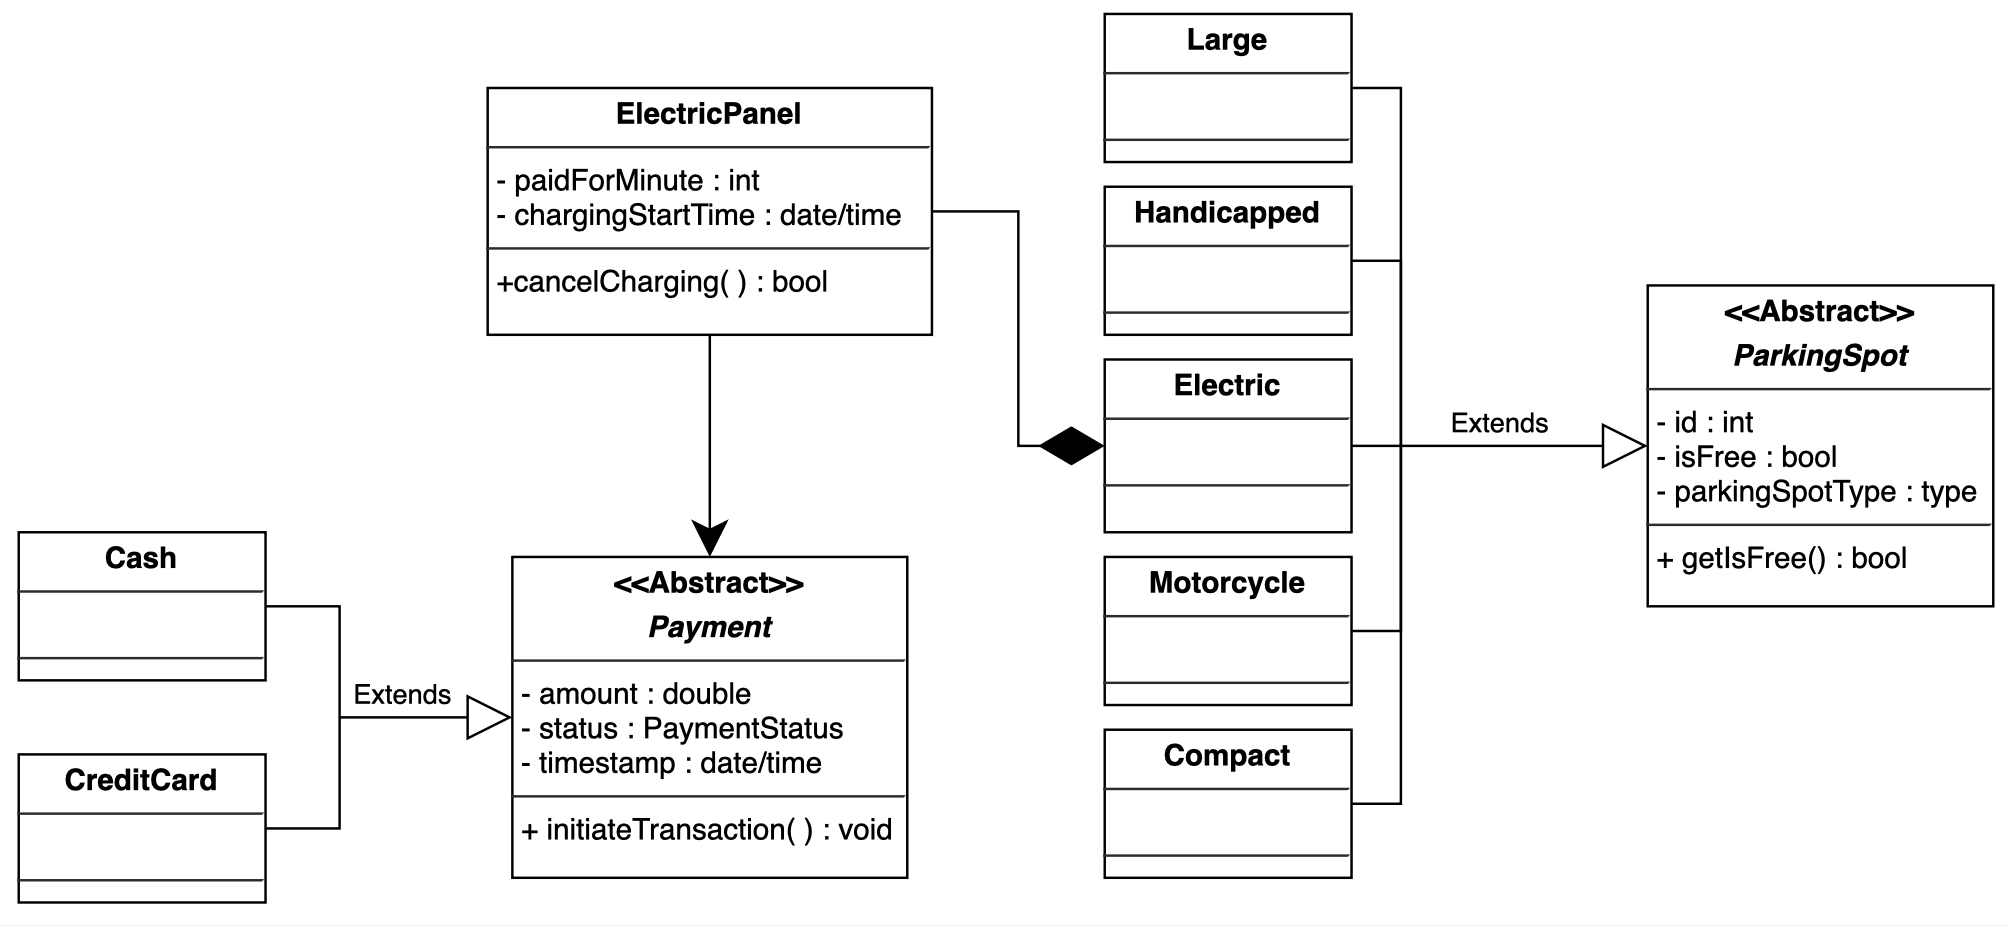 Large
ElectricPanel
- paidForMinute : int
- chargingStartTime : date/time
+cancelCharging( ) : bool
Handicapped
Electric
Motorcycle
Compact
Extends
<<Abstract>>
ParkingSpot
- id : int
- isFree : bool
- parkingSpotType : type
+ getIsFree() : bool
Cash
CreditCard
Extends
<<Abstract>>
Payment
- amount : double
- status : PaymentStatus
- timestamp : date/time
+ initiateTransaction( ) : void